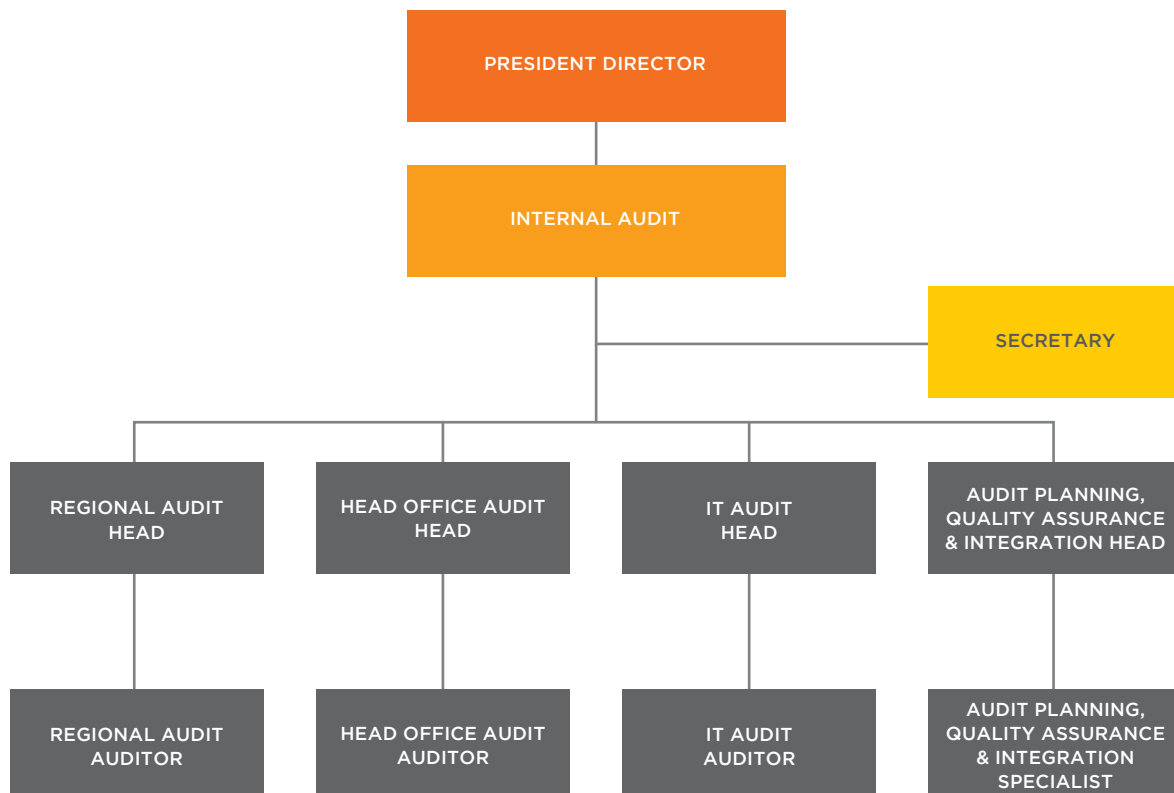 PRESIDENT DIRECTOR
INTERNAL AUDIT
SECRETARY
REGIONAL AUDIT
HEAD
HEAD OFFICE AUDIT
HEAD
IT AUDIT
HEAD
AUDIT PLANNING,
QUALITY ASSURANCE
& INTEGRATION HEAD
REGIONAL AUDIT
AUDITOR
HEAD OFFICE AUDIT
AUDITOR
IT AUDIT
AUDITOR
AUDIT PLANNING,
QUALITY ASSURANCE
& INTEGRATION
SPECIALIST